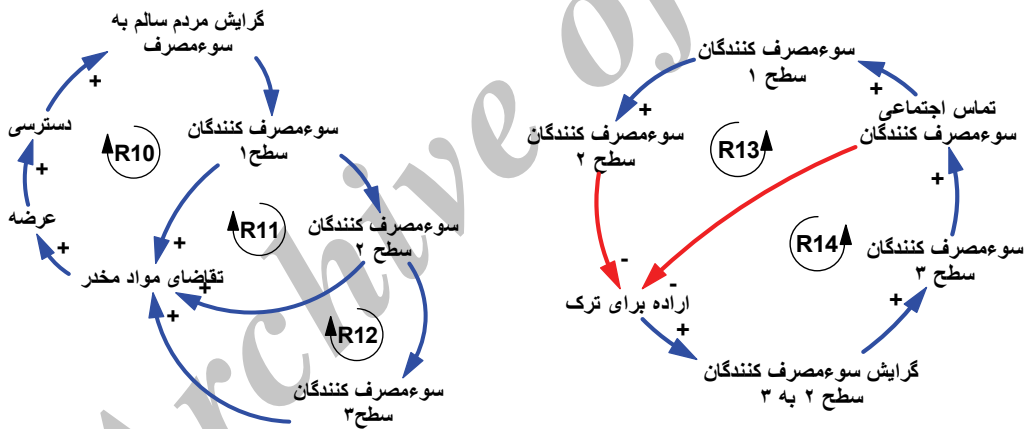 گرایش مردم سالم به
سوءمصرف
+
دسترسی
R10
سوءمصرف کنندگان
سطح۱
+
عرضه
R11
سوءمصرف کنندگان
سطح ۲
+
+
تقاضای مواد مخدر
+
+
R12
سوءمصرف کنندگان
سطح۳
سوءمصرف کنندگان
سطح ۱
+
تماس اجتماعی
سوءمصرف کنندگان
+
سوءمصرف کنندگان
سطح ۲
R13
+
R14
سوءمصرف کنندگان
سطح ۳
-
-
اراده برای ترک
+
+
گرایش سوءمصرف کنندگان
سطح ۲ به ۳
Archive of